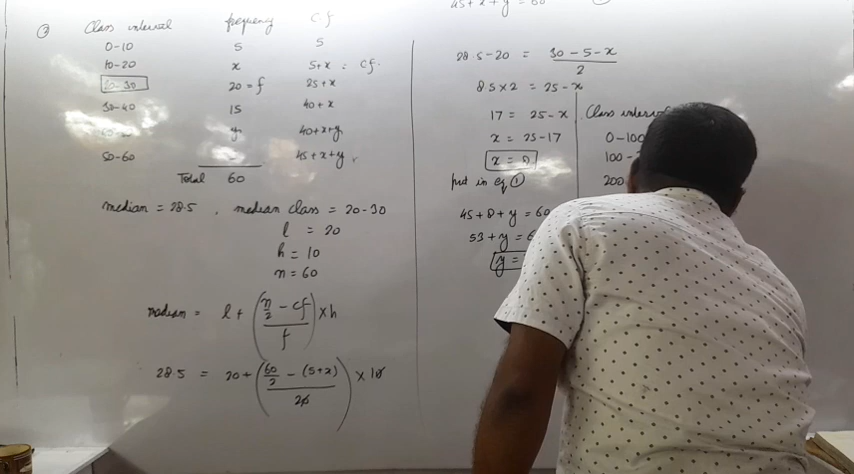 ② Class interval frequency c.f
0-10 5 5
10-20 x 5+x = cf
20-30 20 = f 25+x
30-40 15 40+x
y 40+x+y
50-60 45+x+y
Total 60
median = 28.5 , median class = 20-30
l = 20
h = 10
n = 60
median = l + ( n/2 - cf / f ) × h
28.5 = 20 + ( 60/2 - (5+x) / 20 ) × 10
45+x+y = 60
28.5-20 = 30-5-x / 2
8.5×2 = 25-x
17 = 25-x
x = 25-17
x = 8
put in eq ①
45+8+y = 60
53+y = 6
y =
Class interval
0-100
100-
200